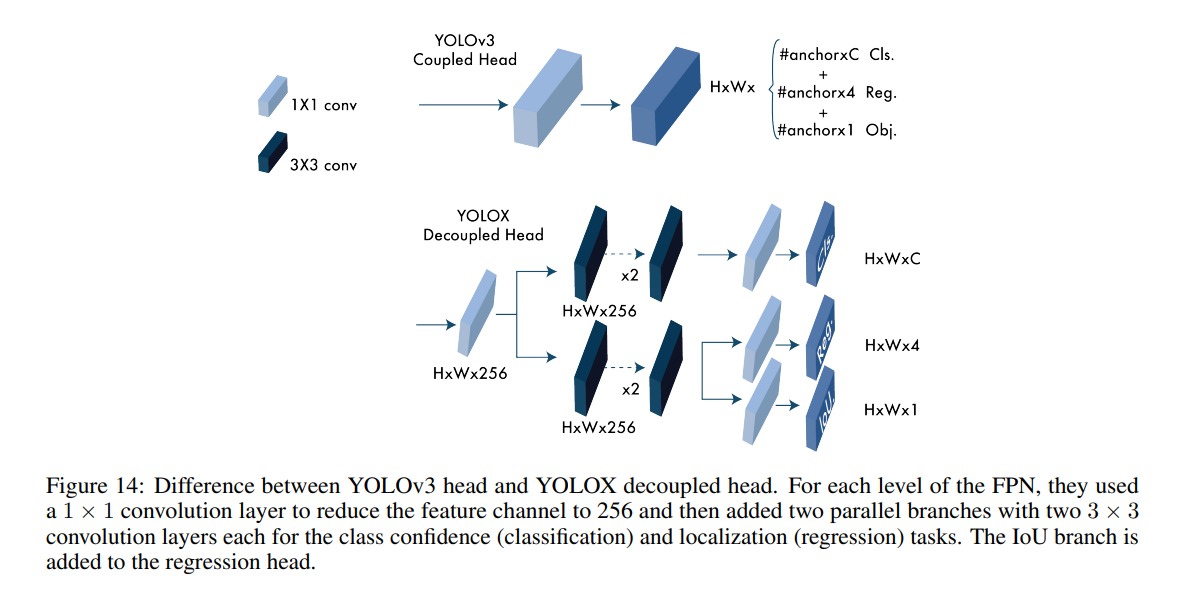 YOLOv3
Coupled Head
1X1 conv
3X3 conv
HxWx
#anchorxC Cls.
+
#anchorx4 Reg.
+
#anchorx1 Obj.
YOLOX
Decoupled Head
HxWx256
HxWx256
x2
Cls.
HxWxC
HxWx256
x2
Reg.
HxWx4
IoU.
HxWx1
Figure 14: Difference between YOLOv3 head and YOLOX decoupled head. For each level of the FPN, they used
a 1 × 1 convolution layer to reduce the feature channel to 256 and then added two parallel branches with two 3 × 3
convolution layers each for the class confidence (classification) and localization (regression) tasks. The IoU branch is
added to the regression head.